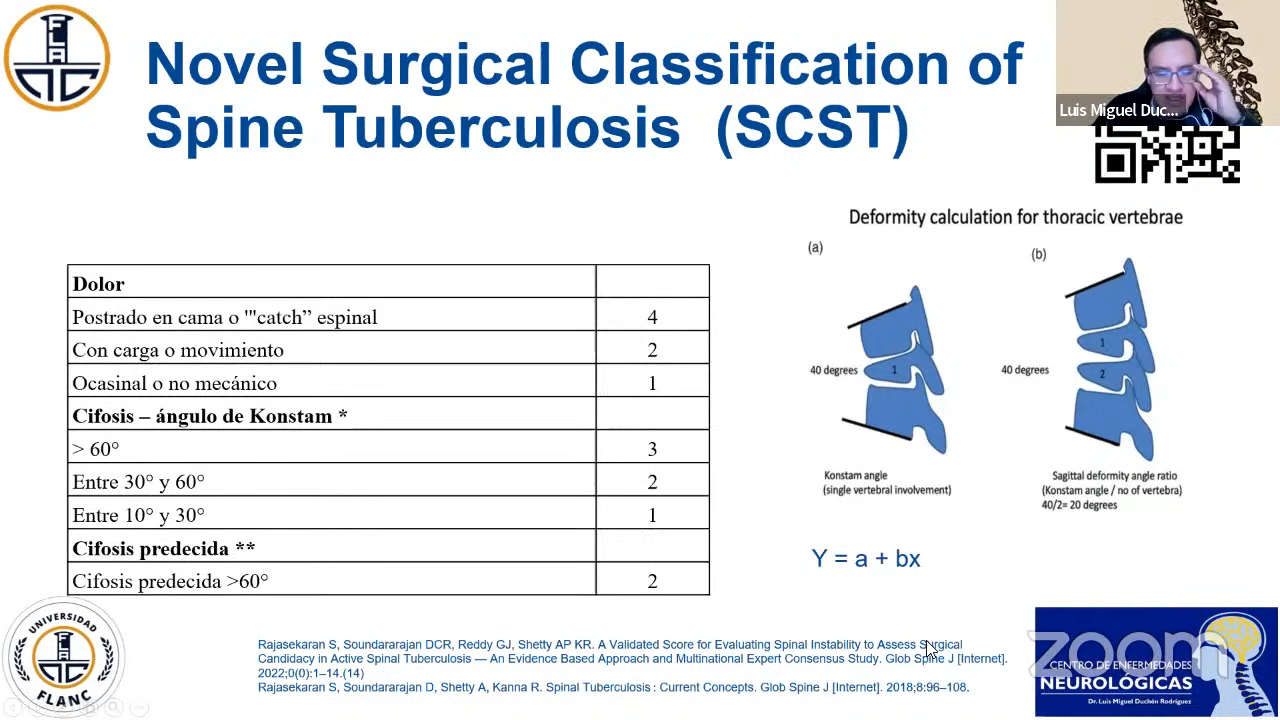 Novel Surgical Classification of
Spine Tuberculosis (SCST)
Luis Miguel Duc...
Dolor
Postrado en cama o '"catch” espinal 4
Con carga o movimiento 2
Ocasinal o no mecánico 1
Cifosis – ángulo de Konstam *
> 60° 3
Entre 30° y 60° 2
Entre 10° y 30° 1
Cifosis predecida **
Cifosis predecida >60° 2
Deformity calculation for thoracic vertebrae
(a)
(b)
40 degrees
1
40 degrees
1
2
Konstam angle
(single vertebral involvement)
Sagittal deformity angle ratio
(Konstam angle / no of vertebra)
40/2= 20 degrees
Y = a + bx
UNIVERSIDAD
FLANC
Rajasekaran S, Soundararajan DCR, Reddy GJ, Shetty AP KR. A Validated Score for Evaluating Spinal Instability to Assess Surgical
Candidacy in Active Spinal Tuberculosis — An Evidence Based Approach and Multinational Expert Consensus Study. Glob Spine J [Internet].
2022;0(0):1–14.(14)
Rajasekaran S, Soundararajan D, Shetty A, Kanna R. Spinal Tuberculosis : Current Concepts. Glob Spine J [Internet]. 2018;8:96–108.
zoom
CENTRO DE ENFERMEDADES
NEUROLÓGICAS
Dr. Luis Miguel Duchén Rodríguez